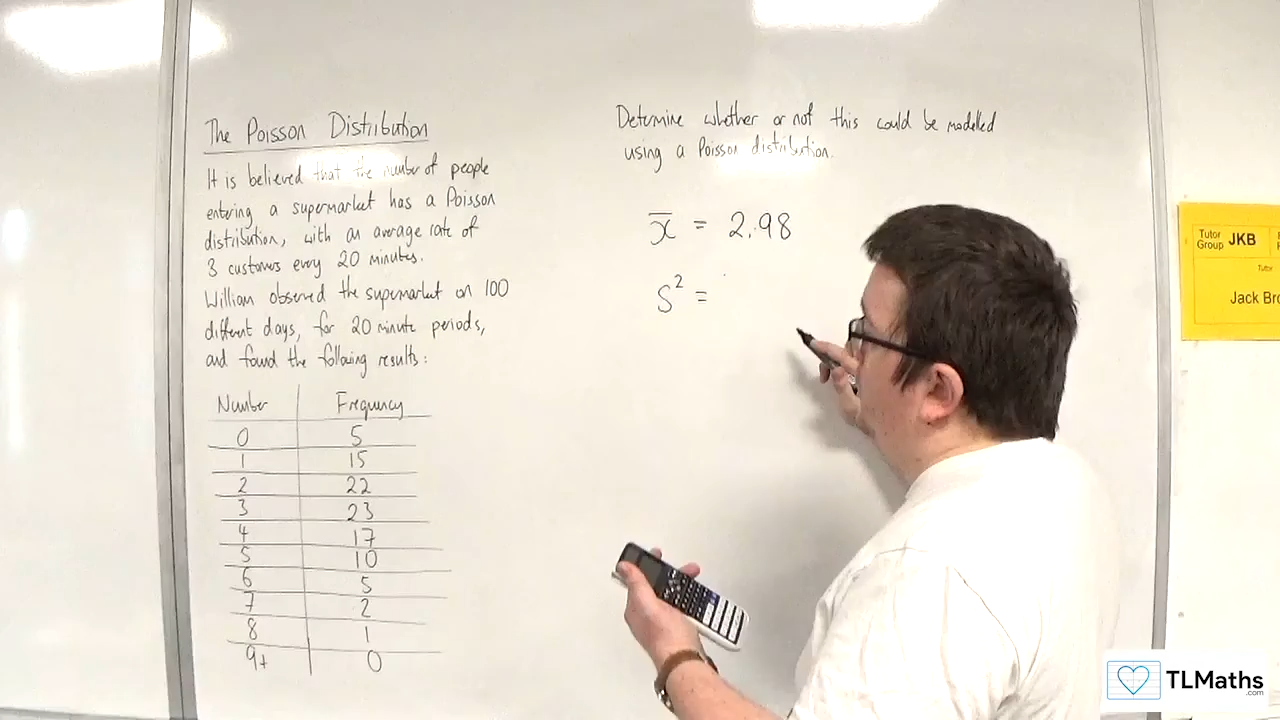 The Poisson Distribution
It is believed that the number of people
entering a supermarket has a Poisson
distribution, with an average rate of
3 customers every 20 minutes.
William observed the supermarket on 100
different days, for 20 minute periods,
and found the following results:
Number Frequency
0 5
1 15
2 22
3 23
4 17
5 10
6 5
7 2
8 1
9+ 0
Determine whether or not this could be modelled
using a Poisson distribution.
x̄ = 2.98
S² =
Tutor
Group JKB
Tutor
Jack Bro
TLMaths
.com